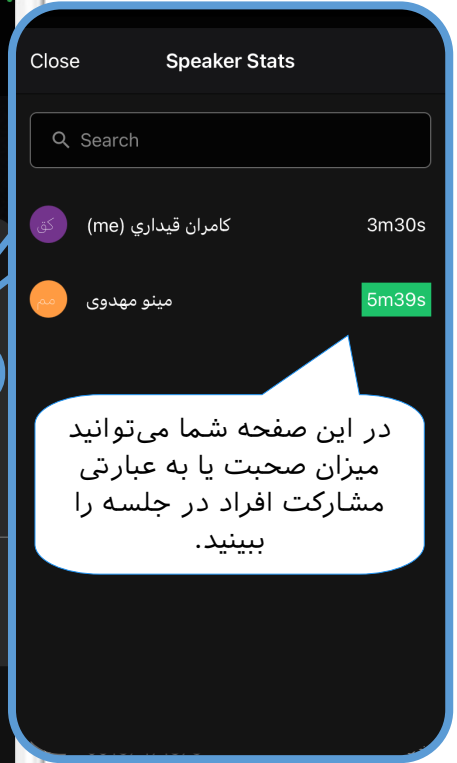 Close Speaker Stats
Search
کق کامران قيداري (me) 3m30s
مم مینو مهدوی 5m39s
در این صفحه شما می‌توانید
میزان صحبت یا به عبارتی
مشارکت افراد در جلسه را
ببینید.